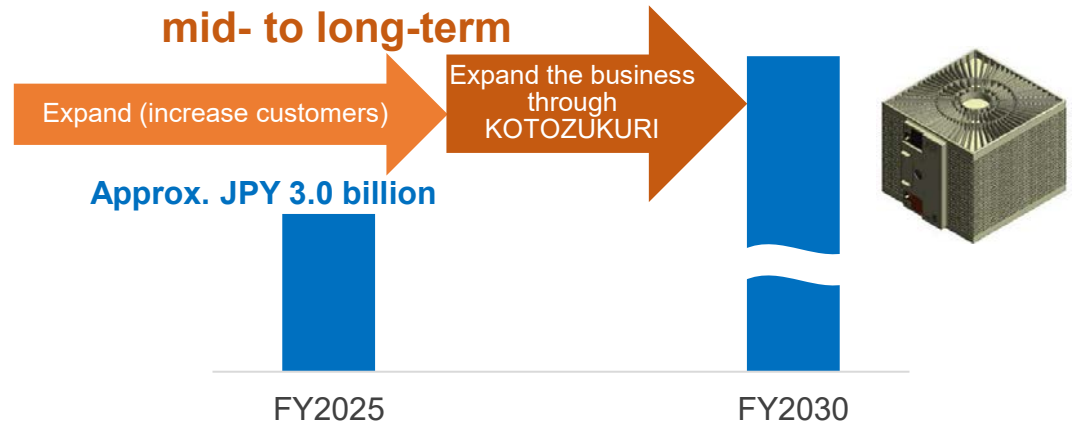 mid- to long-term
Expand (increase customers)
Expand the business
through
KOTOZUKURI
Approx. JPY 3.0 billion
FY2025
FY2030